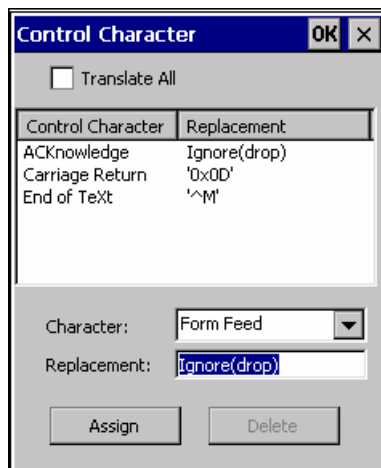 Control Character OK ×
Translate All
Control Character Replacement
ACKnowledge Ignore(drop)
Carriage Return '0x0D'
End of TeXt '^M'
Character: Form Feed
Replacement: Ignore(drop)
Assign Delete